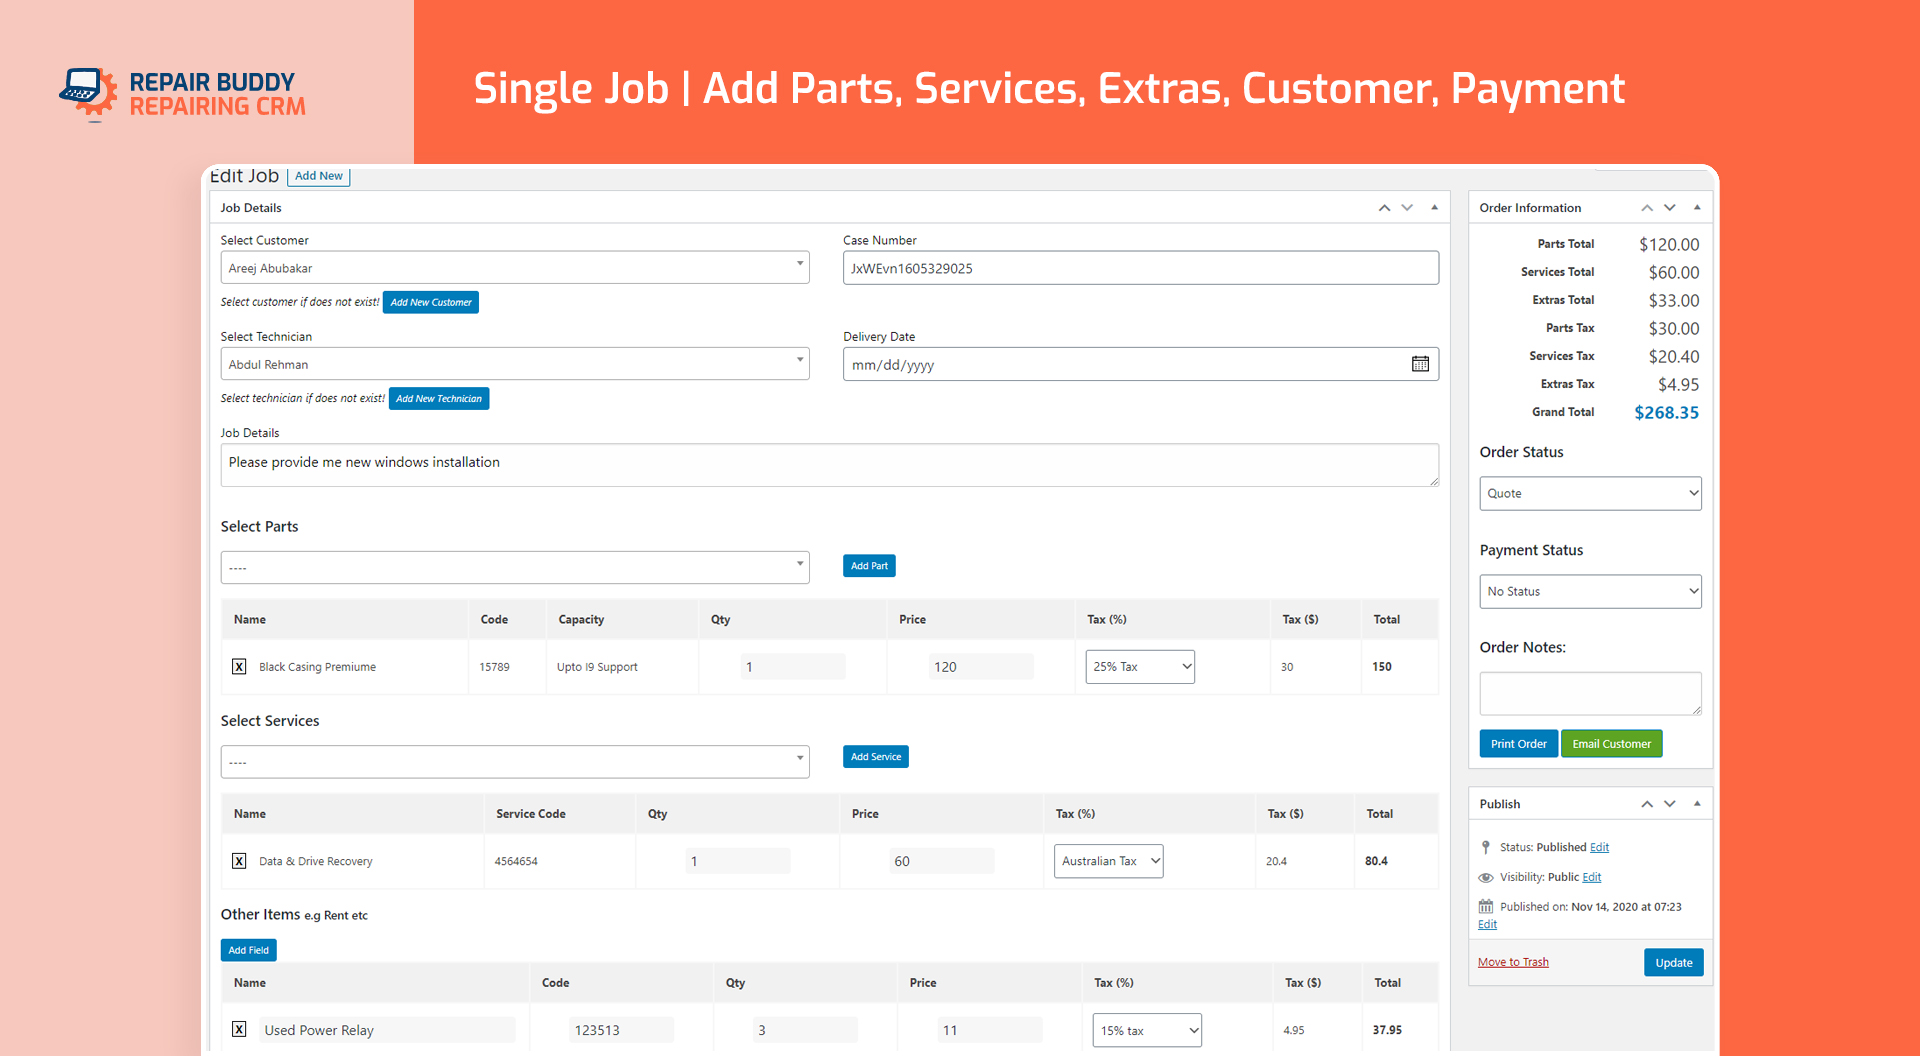 REPAIR BUDDY
REPAIRING CRM
Single Job | Add Parts, Services, Extras, Customer, Payment
Edit Job Add New
Job Details
Select Customer Case Number
Areej Abubakar JxWEvn1605329025
Select customer if does not exist! Add New Customer
Select Technician Delivery Date
Abdul Rehman mm/dd/yyyy
Select technician if does not exist! Add New Technician
Job Details
Please provide me new windows installation
Select Parts
---- Add Part
Name Code Capacity Qty Price Tax (%) Tax ($) Total
X Black Casing Premiume 15789 Upto I9 Support 1 120 25% Tax 30 150
Select Services
---- Add Service
Name Service Code Qty Price Tax (%) Tax ($) Total
X Data & Drive Recovery 4564654 1 60 Australian Tax 20.4 80.4
Other Items e.g Rent etc
Add Field
Name Code Qty Price Tax (%) Tax ($) Total
X Used Power Relay 123513 3 11 15% tax 4.95 37.95
Order Information
Parts Total $120.00
Services Total $60.00
Extras Total $33.00
Parts Tax $30.00
Services Tax $20.40
Extras Tax $4.95
Grand Total $268.35
Order Status
Quote
Payment Status
No Status
Order Notes:
Print Order Email Customer
Publish
Status: Published Edit
Visibility: Public Edit
Published on: Nov 14, 2020 at 07:23
Edit
Move to Trash Update